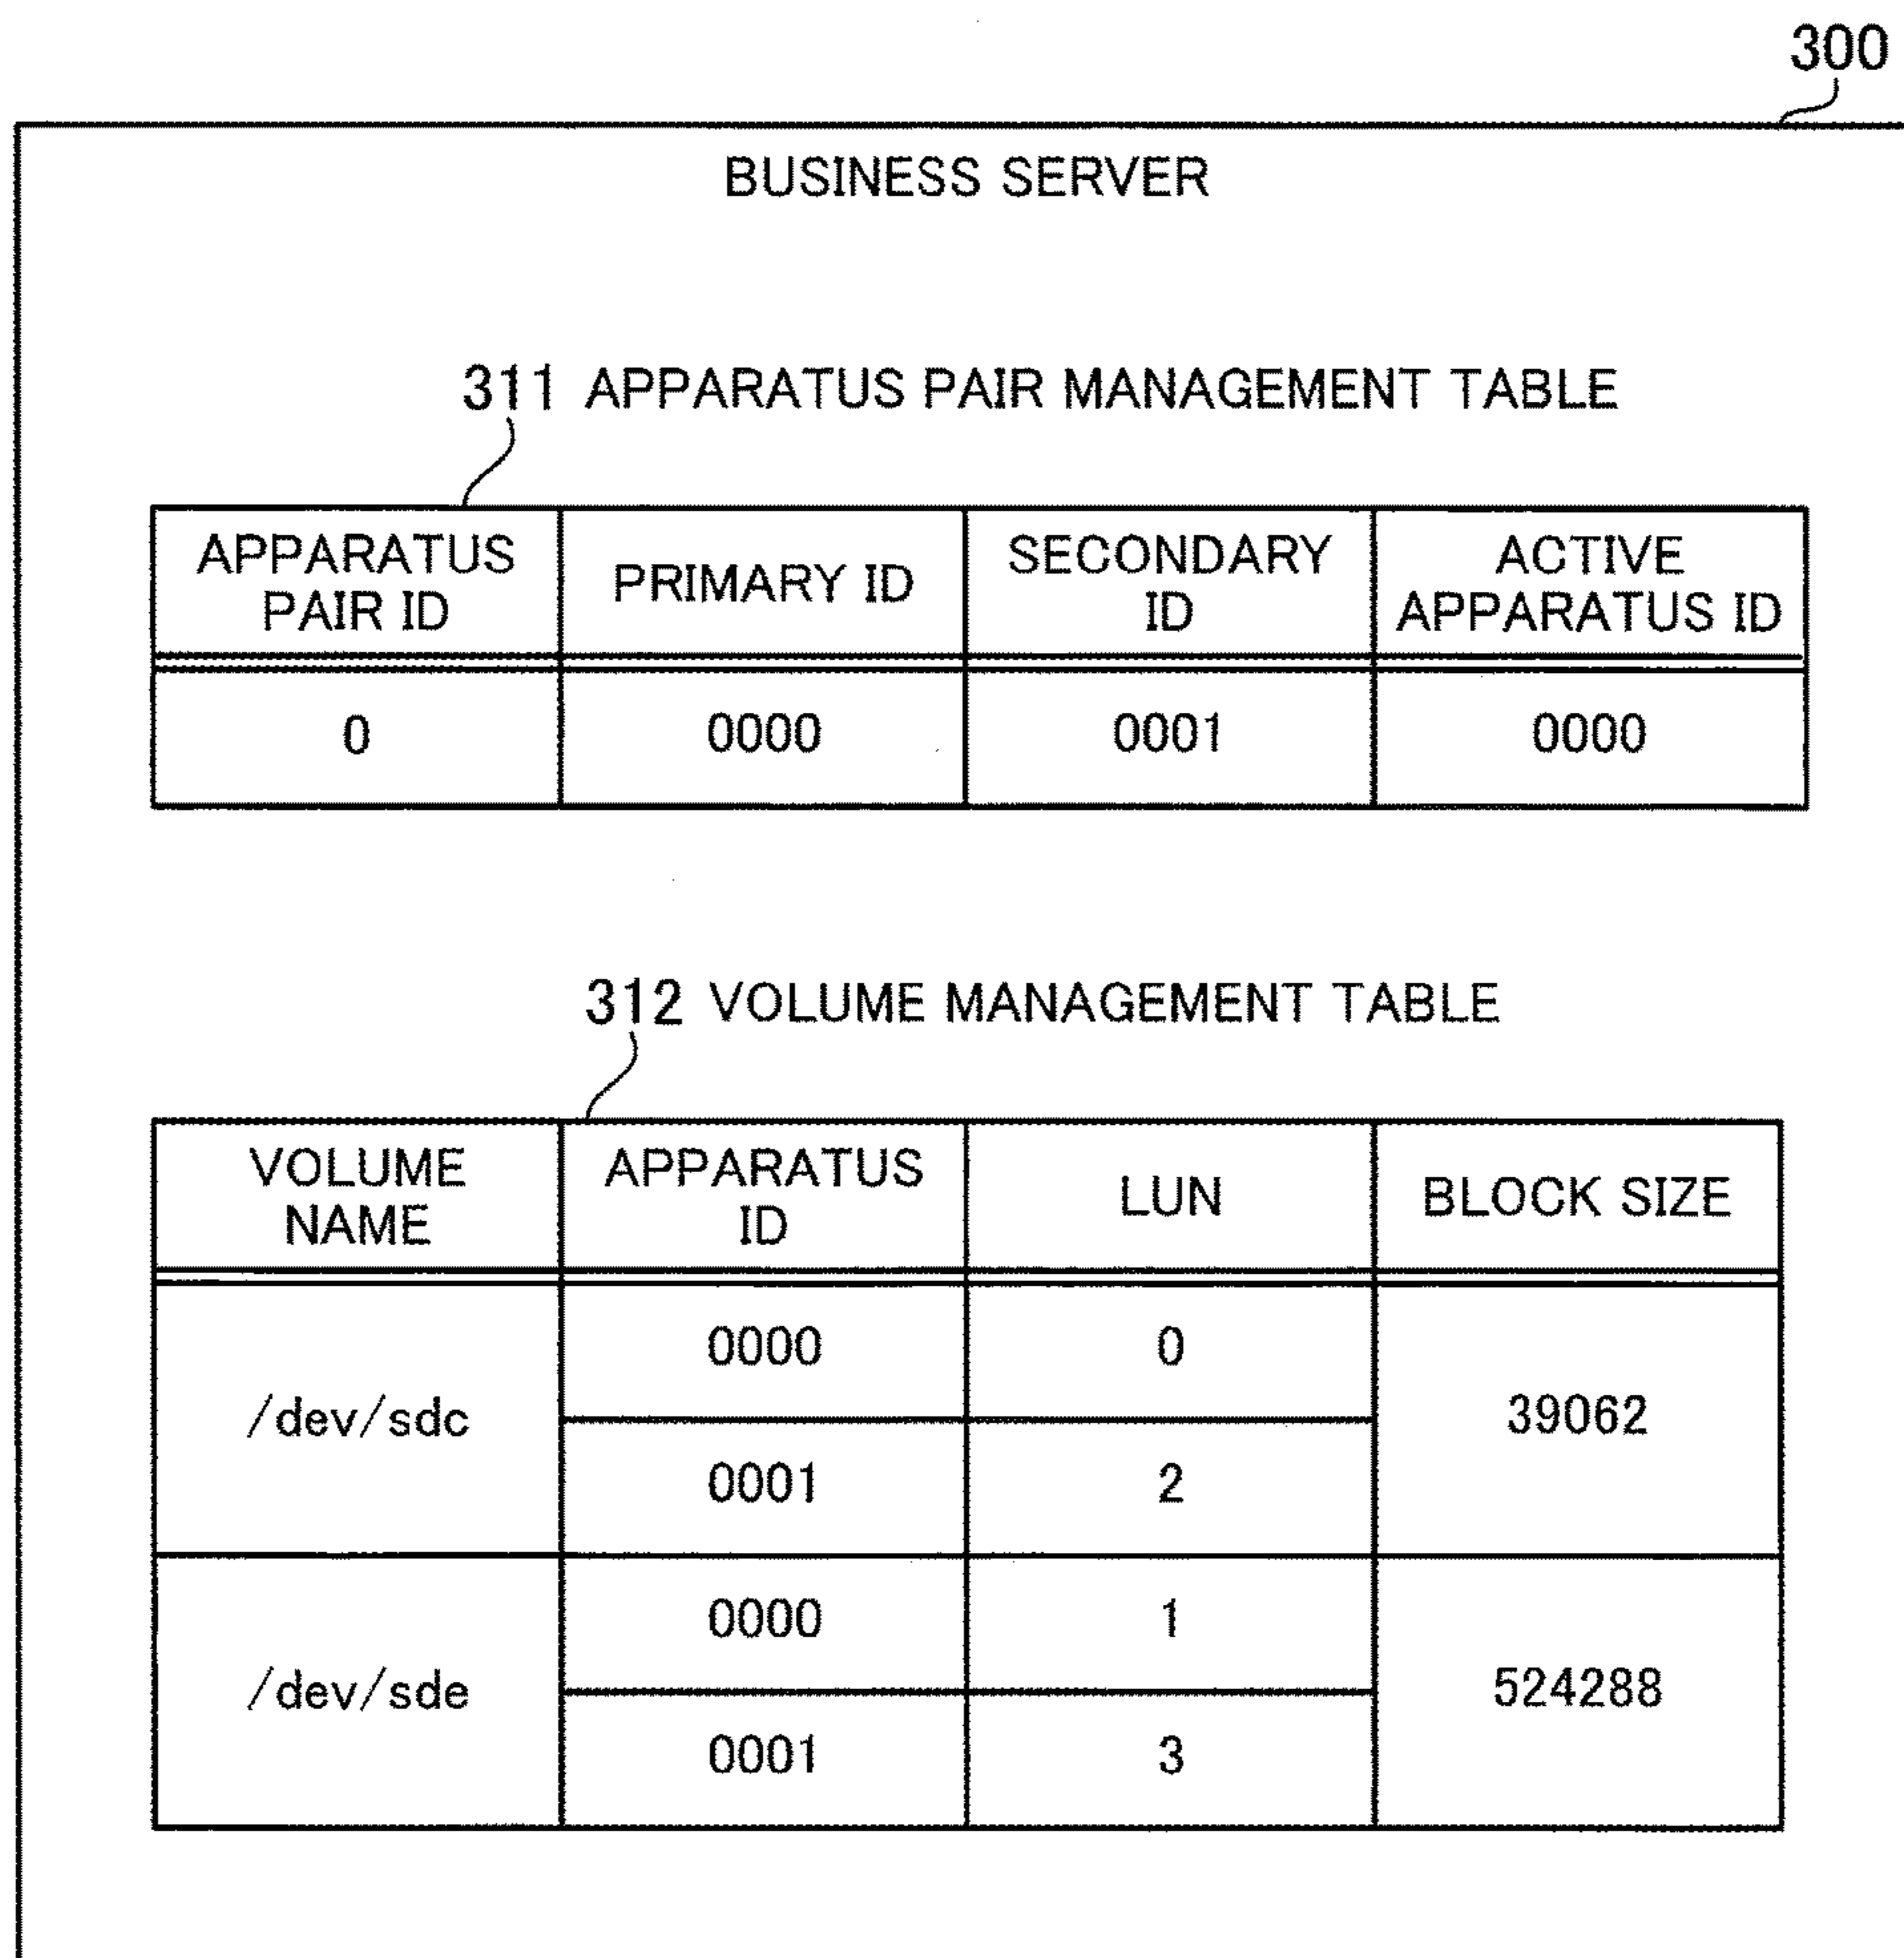 300
BUSINESS SERVER
311 APPARATUS PAIR MANAGEMENT TABLE
APPARATUS PAIR ID
PRIMARY ID
SECONDARY ID
ACTIVE APPARATUS ID
0
0000
0001
0000
312 VOLUME MANAGEMENT TABLE
VOLUME NAME
APPARATUS ID
LUN
BLOCK SIZE
/dev/sdc
0000
0
39062
0001
2
/dev/sde
0000
1
524288
0001
3